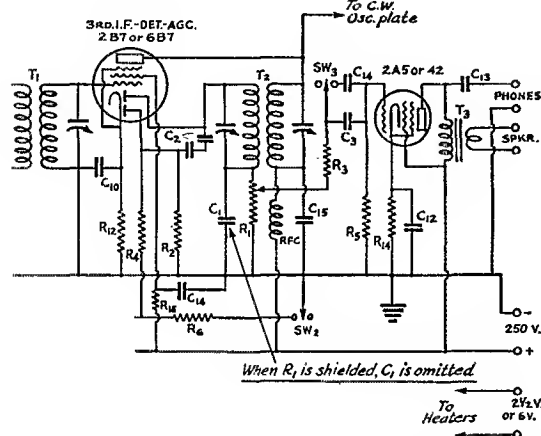 To C.W.
Osc. plate
3RD. I.F.-DET.-AGC.
2B7 or 6B7
T1
T2
SW3
C14
2A5 or 42
C13
PHONES
T3
SPKR.
C2
C3
R3
C10
R12
R4
R2
C1
R1
RFC
C15
R5
R14
C12
C14
R15
R6
SW2
-
250 V.
+
When R1 is shielded, C1 is omitted
To
Heaters
2½ V.
or 6V.